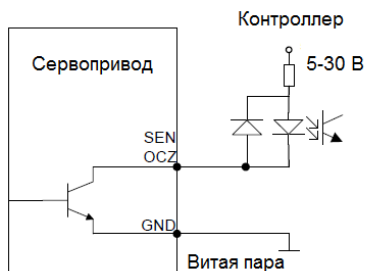 Контроллер
5-30 В
Сервопривод
SEN
OCZ
GND
Витая пара